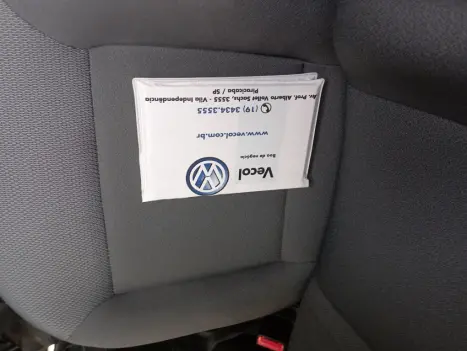 Vecol
Boa de negócio
www.vecol.com.br
(19) 3434.3555
Av. Prof. Alberto Vollet Sachs, 3555 - Vila Independência
Piracicaba / SP